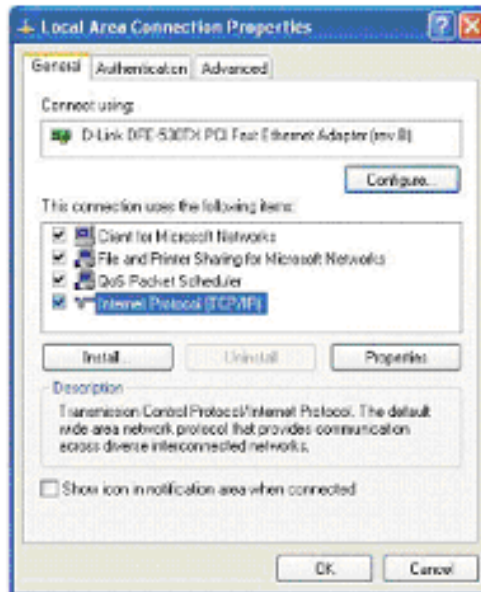 Local Area Connection Properties
General Authentication Advanced
Connect using:
D-Link DFE-530TX PCI Fast Ethernet Adapter (rev.B)
Configure...
This connection uses the following items:
Client for Microsoft Networks
File and Printer Sharing for Microsoft Networks
QoS Packet Scheduler
Internet Protocol (TCP/IP)
Install... Uninstall Properties
Description
Transmission Control Protocol/Internet Protocol. The default
wide area network protocol that provides communication
across diverse interconnected networks.
Show icon in notification area when connected
OK Cancel